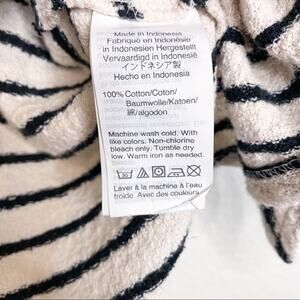 Made in Indonesia
Fabriqué en Indonésie
in Indonesien Hergestellt
Vervaardigd in Indonesië
インドネシア製
Hecho en Indonesia
100% Cotton/Coton/
Baumwolle/Katoen/
綿/algodon
Machine wash cold. With
like colors. Non-chlorine
bleach only. Tumble dry
low. Warm iron as needed.
Laver à la machine à l'eau
froide. Avec des couleurs